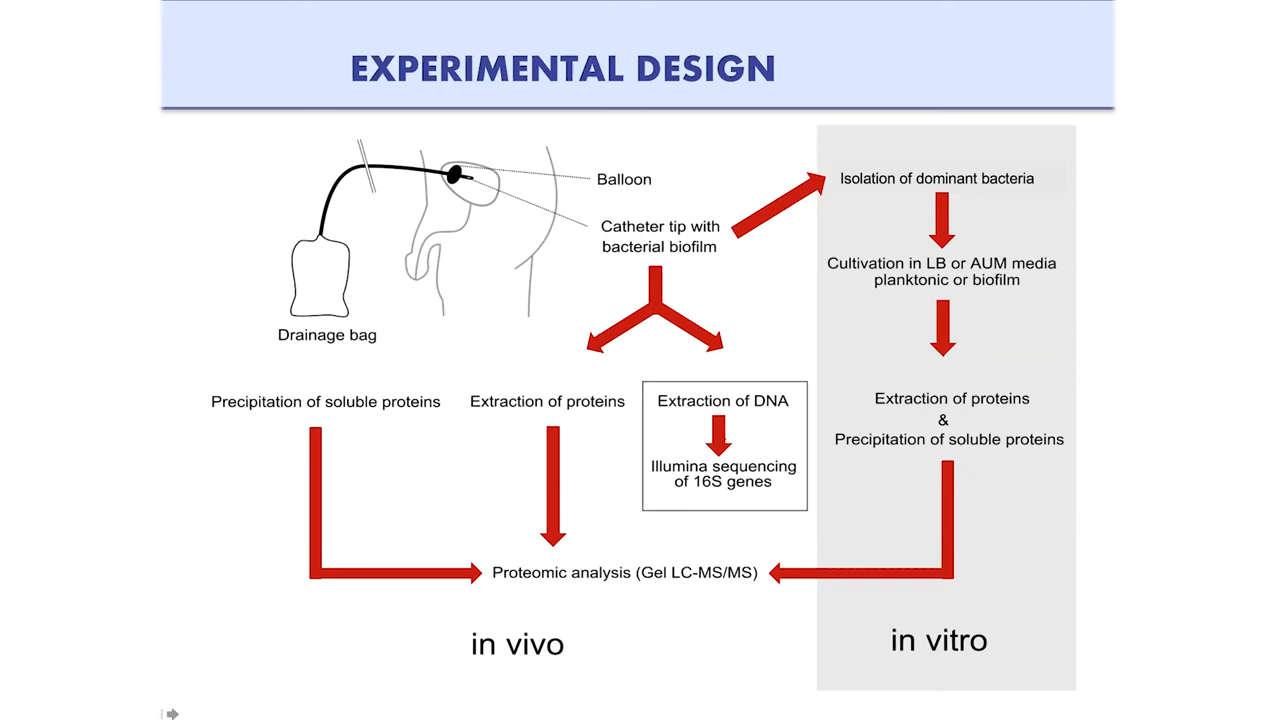 EXPERIMENTAL DESIGN
Balloon
Catheter tip with
bacterial biofilm
Drainage bag
Precipitation of soluble proteins
Extraction of proteins
Extraction of DNA
Illumina sequencing
of 16S genes
Proteomic analysis (Gel LC-MS/MS)
in vivo
Isolation of dominant bacteria
Cultivation in LB or AUM media
planktonic or biofilm
Extraction of proteins
&
Precipitation of soluble proteins
in vitro